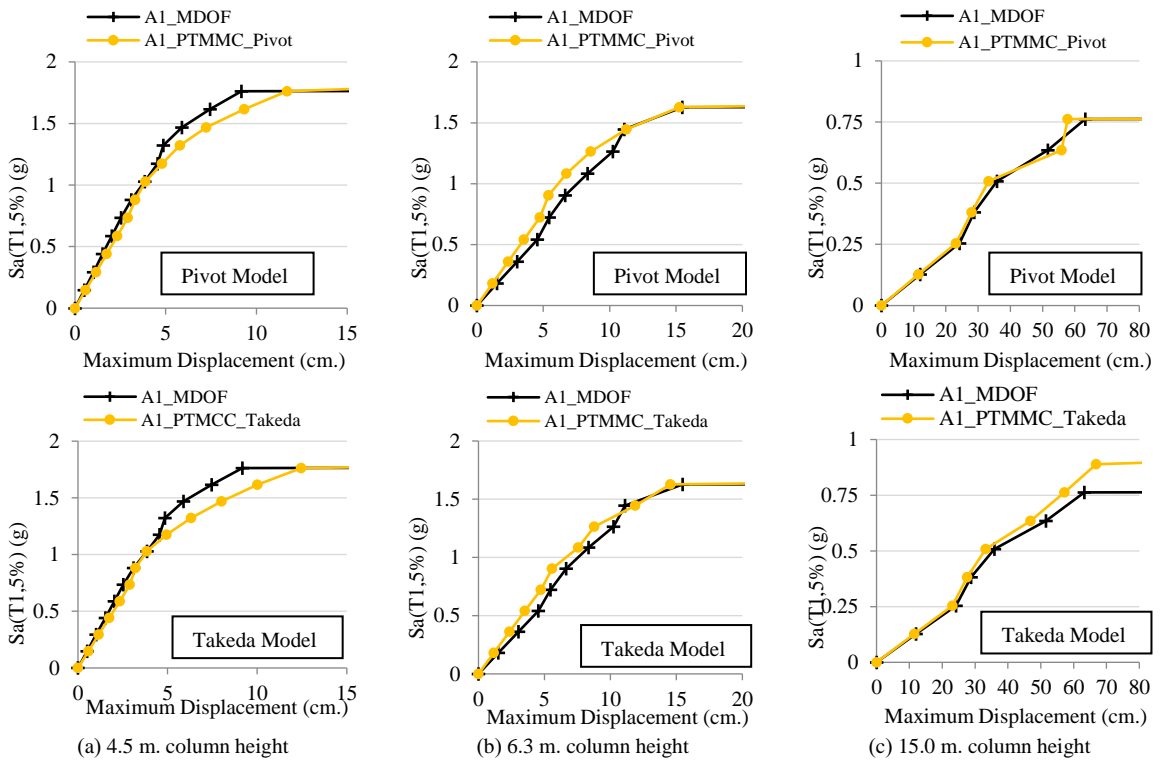 A1_MDOF
A1_PTMMC_Pivot
2
1.5
1
0.5
0
Sa(T1,5%) (g)
Pivot Model
0 5 10 15
Maximum Displacement (cm.)
A1_MDOF
A1_PTMMC_Pivot
2
1.5
1
0.5
0
Sa(T1,5%) (g)
Pivot Model
0 5 10 15 20
Maximum Displacement (cm.)
A1_MDOF
A1_PTMMC_Pivot
1
0.75
0.5
0.25
0
Sa(T1,5%) (g)
Pivot Model
0 10 20 30 40 50 60 70 80
Maximum Displacement (cm.)
A1_MDOF
A1_PTMCC_Takeda
2
1.5
1
0.5
0
Sa(T1,5%) (g)
Takeda Model
0 5 10 15
Maximum Displacement (cm.)
(a) 4.5 m. column height
A1_MDOF
A1_PTMMC_Takeda
2
1.5
1
0.5
0
Sa(T1,5%) (g)
Takeda Model
0 5 10 15 20
Maximum Displacement (cm.)
(b) 6.3 m. column height
A1_MDOF
A1_PTMMC_Takeda
1
0.75
0.5
0.25
0
Sa(T1,5%) (g)
Takeda Model
0 10 20 30 40 50 60 70 80
Maximum Displacement (cm.)
(c) 15.0 m. column height